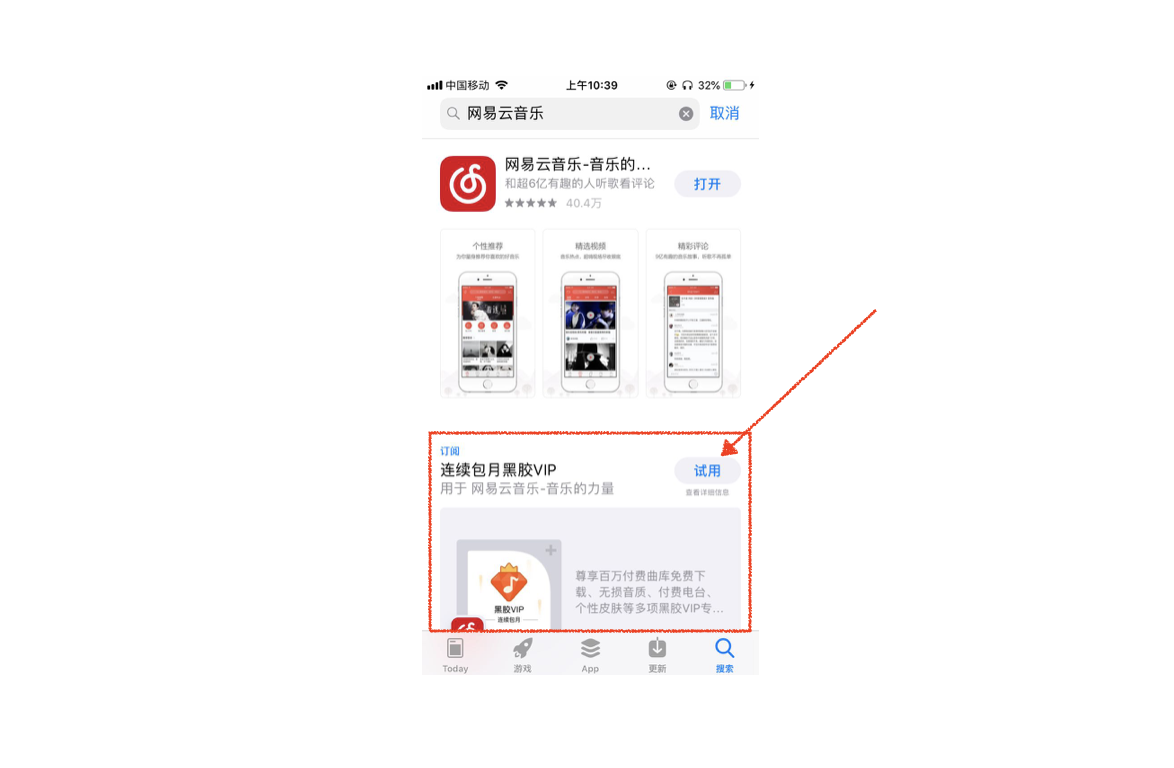 中国移动
上午10:39
32%
网易云音乐
取消
网易云音乐-音乐的...
和超6亿有趣的人听歌看评论
打开
40.4万
个性推荐
精选视频
精彩评论
订阅
连续包月黑胶VIP
试用
用于 网易云音乐-音乐的力量
查看详细信息
尊享百万付费曲库免费下
载、无损音质、付费电台、
个性皮肤等多项黑胶VIP专...
黑胶VIP
连续包月
Today
游戏
App
更新
搜索